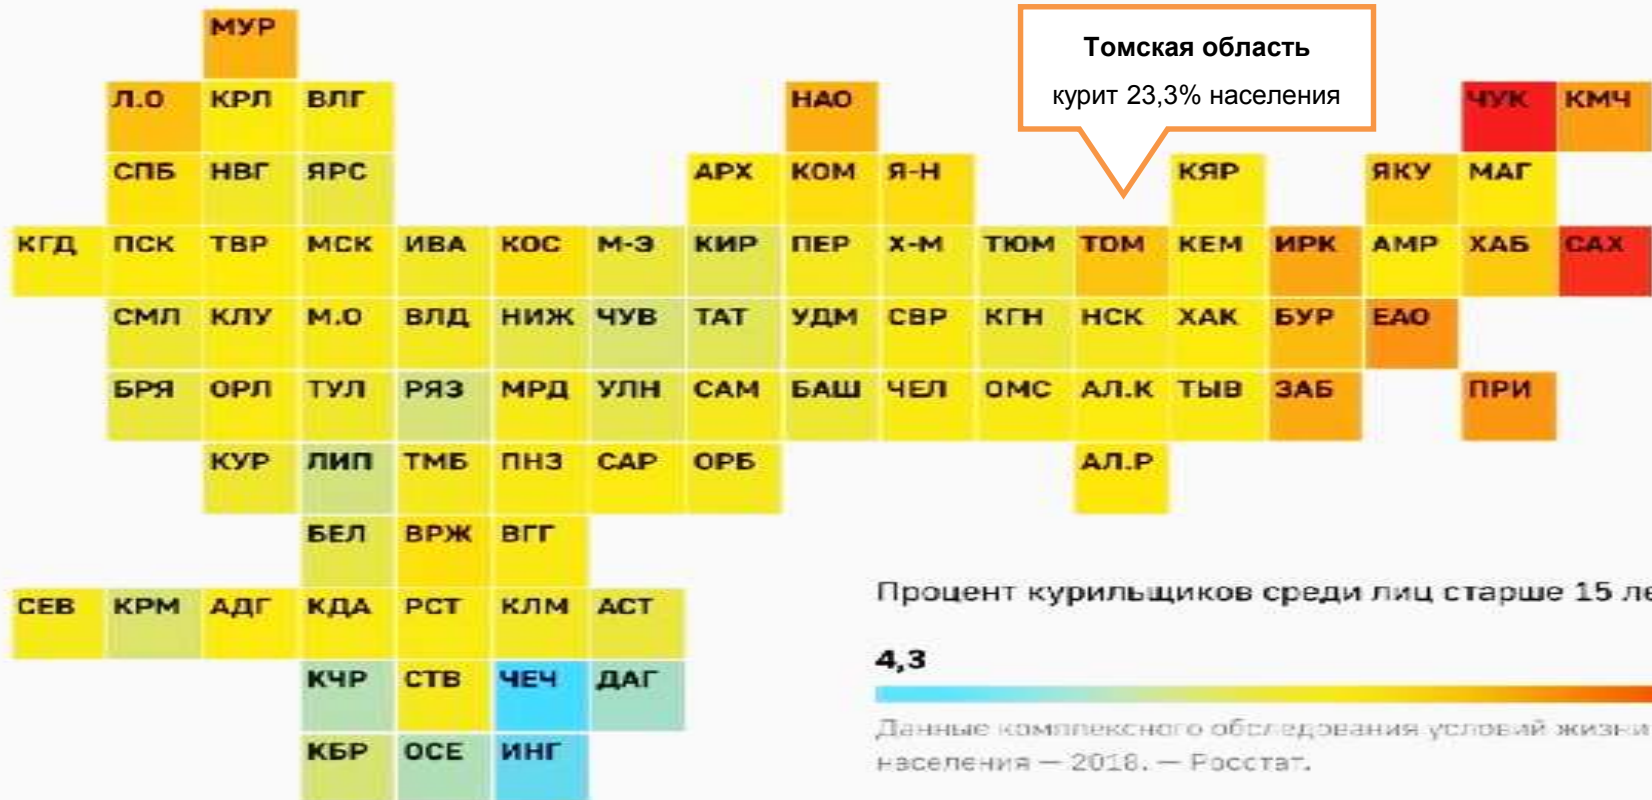 МУР
Томская область
курит 23,3% населения
Л.О КРЛ ВЛГ НАО ЧУК КМЧ
СПБ НВГ ЯРС АРХ КОМ Я-Н КЯР ЯКУ МАГ
КГД ПСК ТВР МСК ИВА КОС М-Э КИР ПЕР Х-М ТЮМ ТОМ КЕМ ИРК АМР ХАБ САХ
СМЛ КЛУ М.О ВЛД НИЖ ЧУВ ТАТ УДМ СВР КГН НСК ХАК БУР ЕАО
БРЯ ОРЛ ТУЛ РЯЗ МРД УЛН САМ БАШ ЧЕЛ ОМС АЛ.К ТЫВ ЗАБ ПРИ
КУР ЛИП ТМБ ПНЗ САР ОРБ АЛ.Р
БЕЛ ВРЖ ВГГ
СЕВ КРМ АДГ КДА РСТ КЛМ АСТ
КЧР СТВ ЧЕЧ ДАГ
КБР ОСЕ ИНГ
Процент курильщиков среди лиц старше 15 ле
4,3
Данные комплексного обследования условий жизни
населения — 2018. — Росстат.